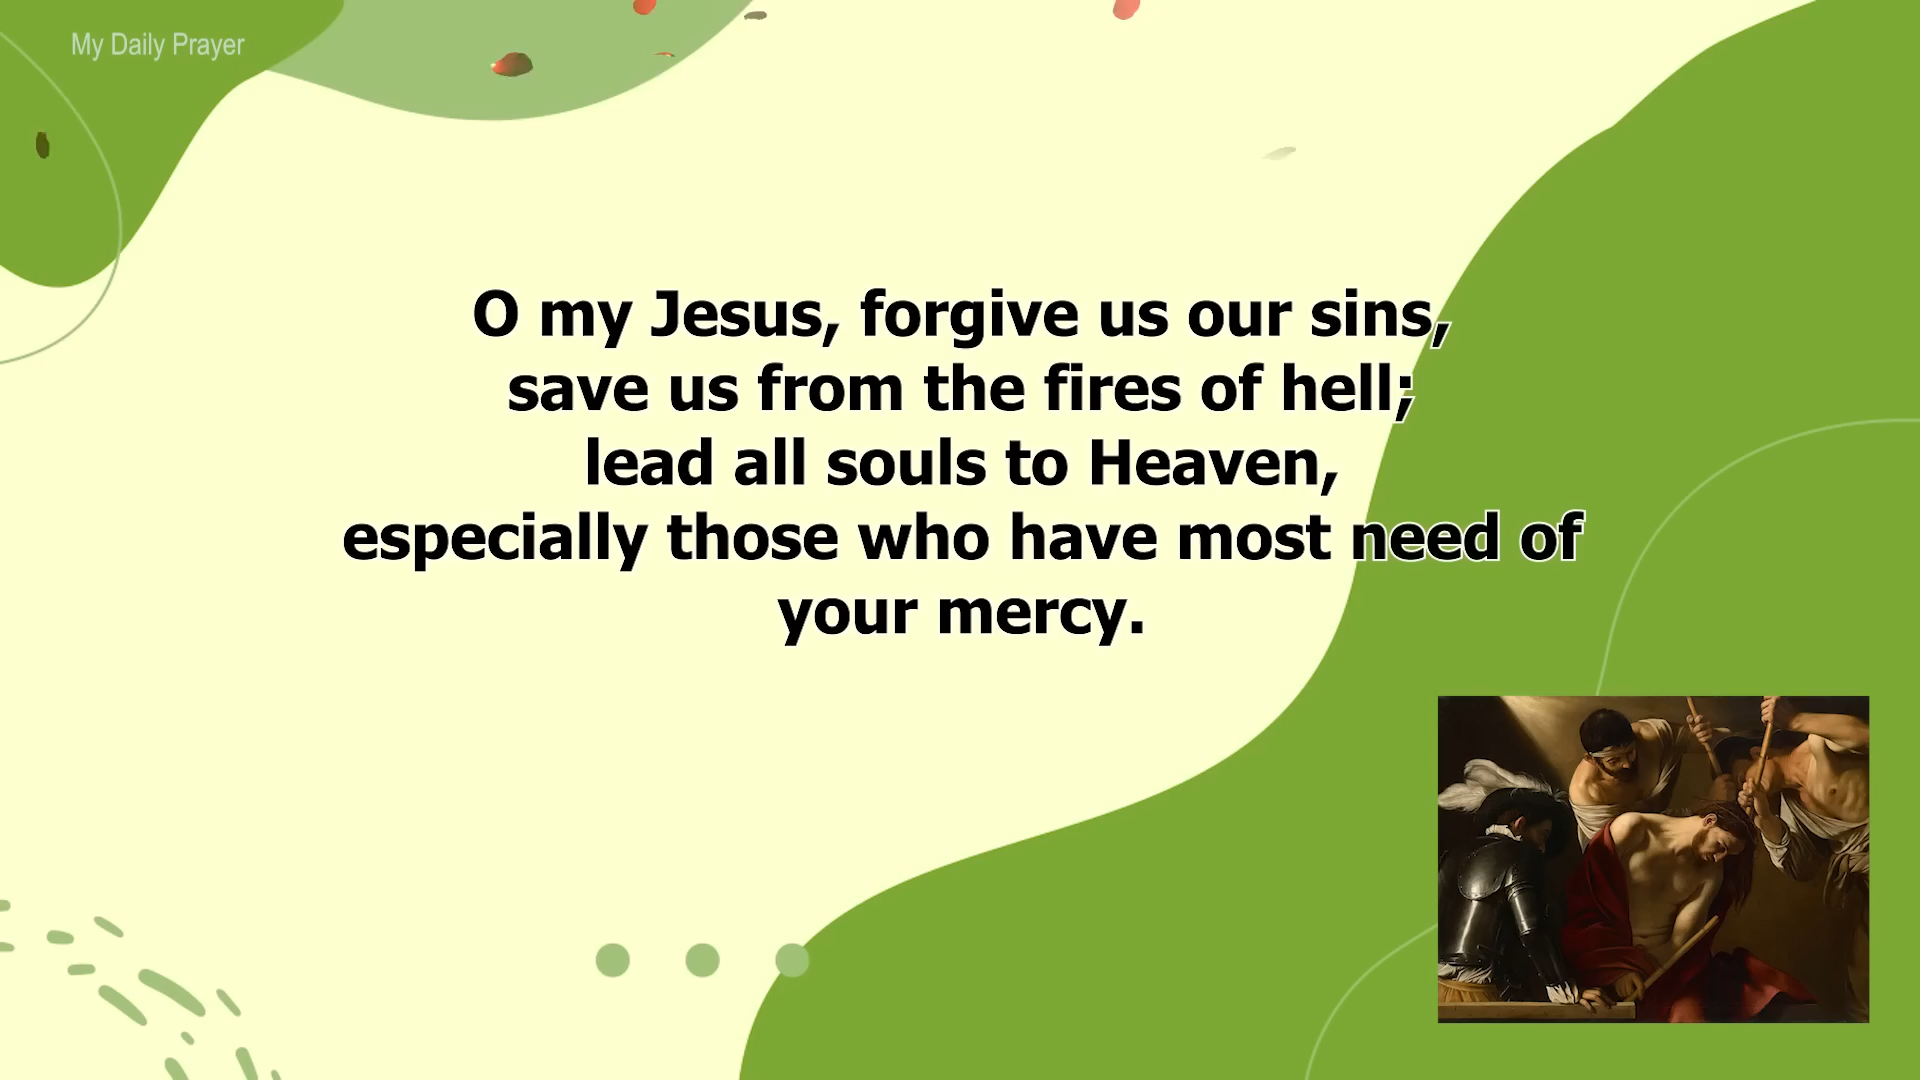 My Daily Prayer
O my Jesus, forgive us our sins,
save us from the fires of hell;
lead all souls to Heaven,
especially those who have most need of
your mercy.